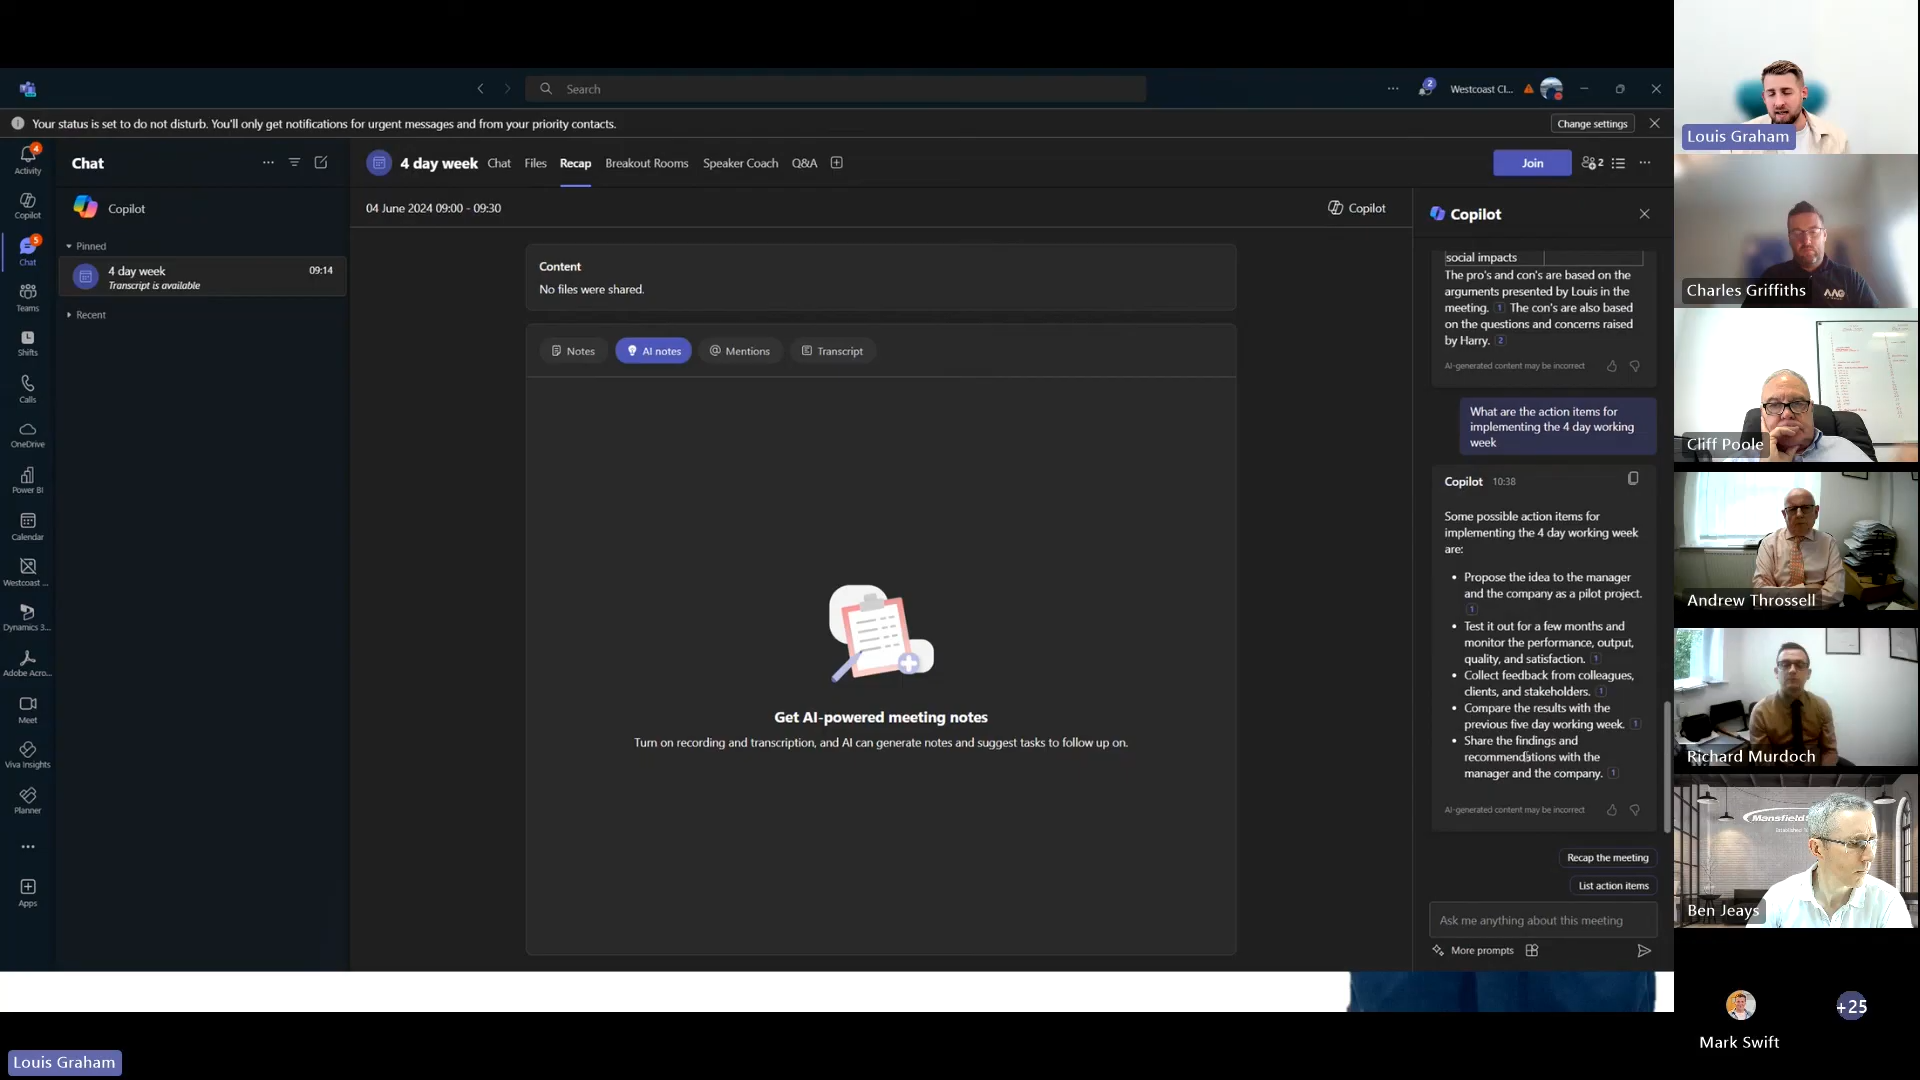 Search
Westcoast Cl...
2
Your status is set to do not disturb. You'll only get notifications for urgent messages and from your priority contacts.
Change settings
4
Activity
Copilot
5
Chat
Teams
Shifts
Calls
OneDrive
Power BI
Calendar
Westcoast ...
Dynamics 3...
Adobe Acro...
Meet
Viva Insights
Planner
Apps
Chat
Copilot
Pinned
4 day week
09:14
Transcript is available
Recent
4 day week Chat Files Recap Breakout Rooms Speaker Coach Q&A
Join
2
04 June 2024 09:00 - 09:30
Copilot
Content
No files were shared.
Notes
AI notes
Mentions
Transcript
Get AI-powered meeting notes
Turn on recording and transcription, and AI can generate notes and suggest tasks to follow up on.
Copilot
social impacts
The pro's and con's are based on the
arguments presented by Louis in the
meeting. 1 The con's are also based
on the questions and concerns raised
by Harry. 2
AI-generated content may be incorrect
What are the action items for
implementing the 4 day working
week
Copilot 10:38
Some possible action items for
implementing the 4 day working week
are:
• Propose the idea to the manager
and the company as a pilot project.
1
• Test it out for a few months and
monitor the performance, output,
quality, and satisfaction. 1
• Collect feedback from colleagues,
clients, and stakeholders. 1
• Compare the results with the
previous five day working week. 1
• Share the findings and
recommendations with the
manager and the company. 1
AI-generated content may be incorrect
Recap the meeting
List action items
Ask me anything about this meeting
More prompts
Louis Graham
Charles Griffiths
AAG
Cliff Poole
Andrew Throssell
Richard Murdoch
Mansfield
Ben Jeays
Mark Swift
+25
Louis Graham